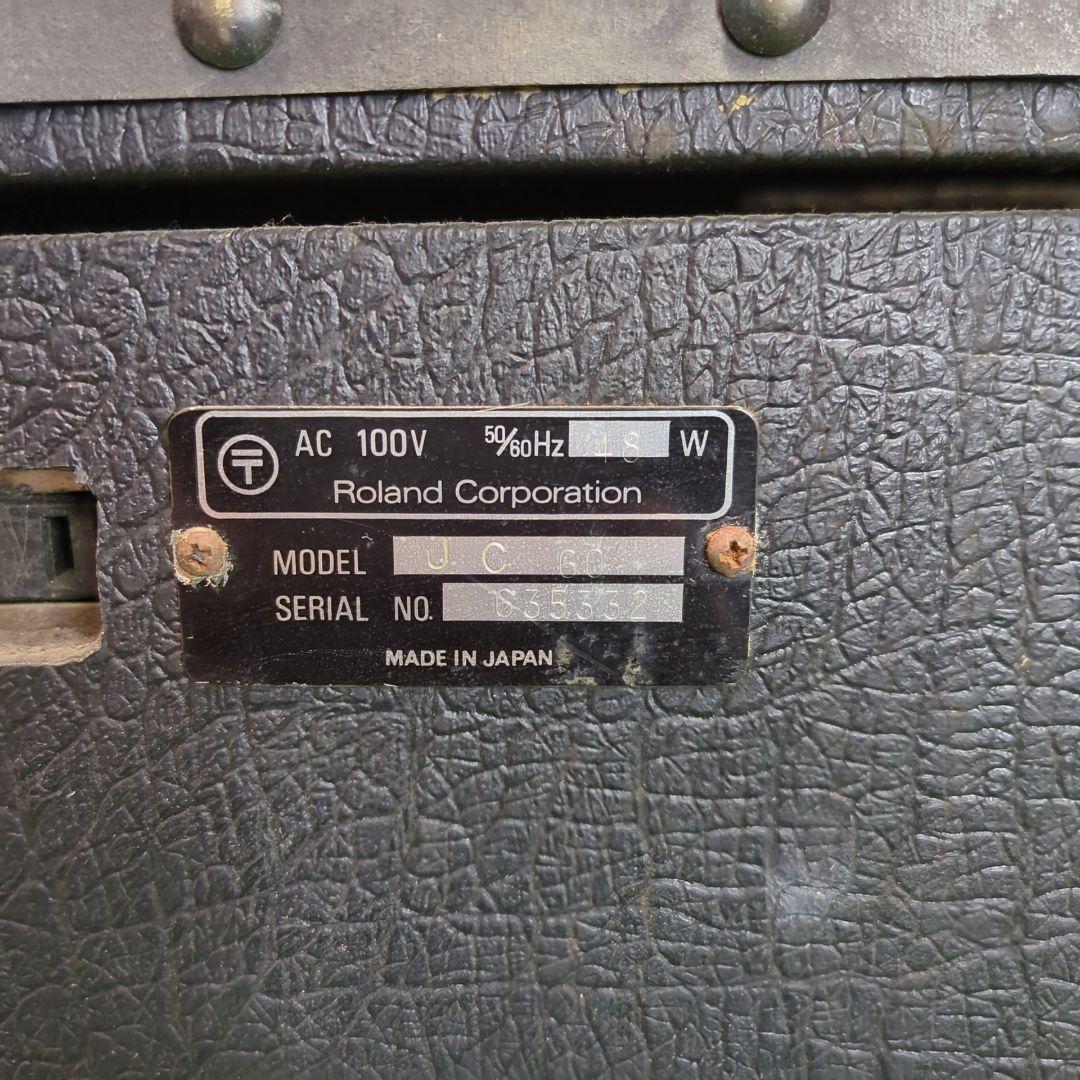 〒 AC 100V 50/60Hz 48 W
Roland Corporation
MODEL JC 60
SERIAL NO. 635332
MADE IN JAPAN